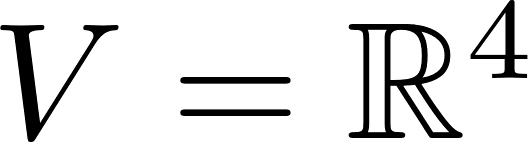 V = ℝ⁴